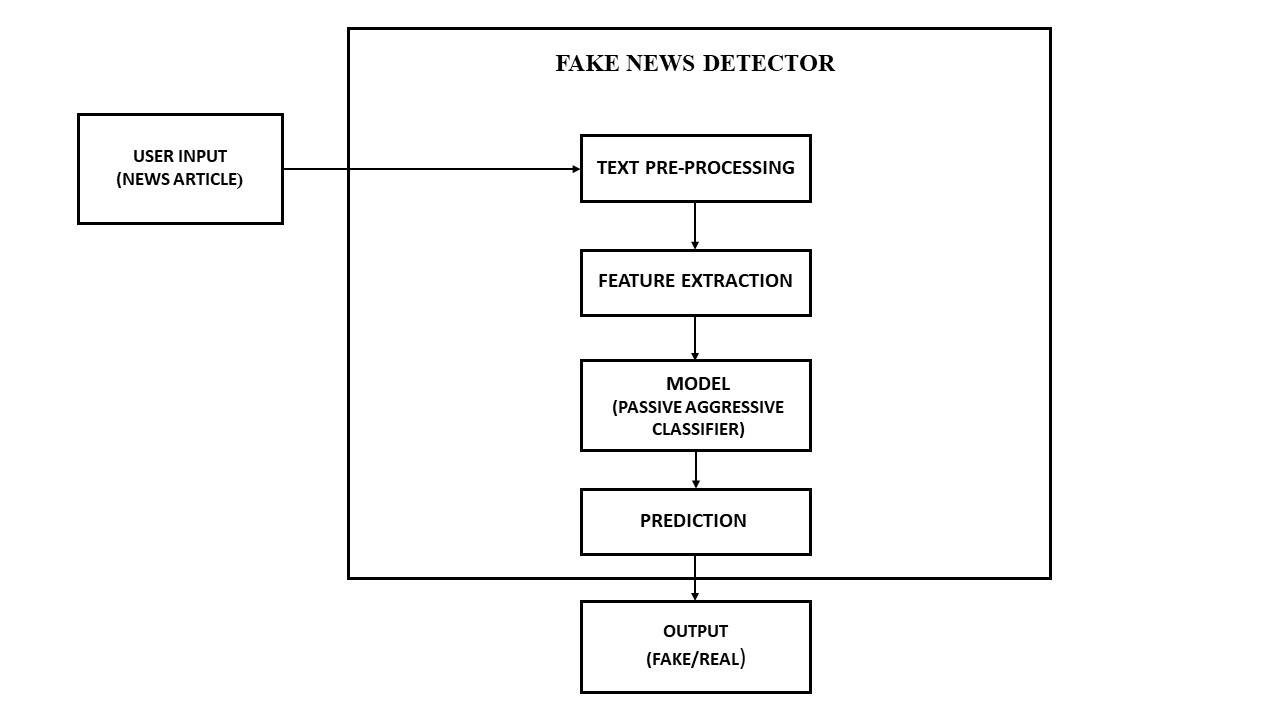 FAKE NEWS DETECTOR
USER INPUT
(NEWS ARTICLE)
TEXT PRE-PROCESSING
FEATURE EXTRACTION
MODEL
(PASSIVE AGGRESSIVE
CLASSIFIER)
PREDICTION
OUTPUT
(FAKE/REAL)